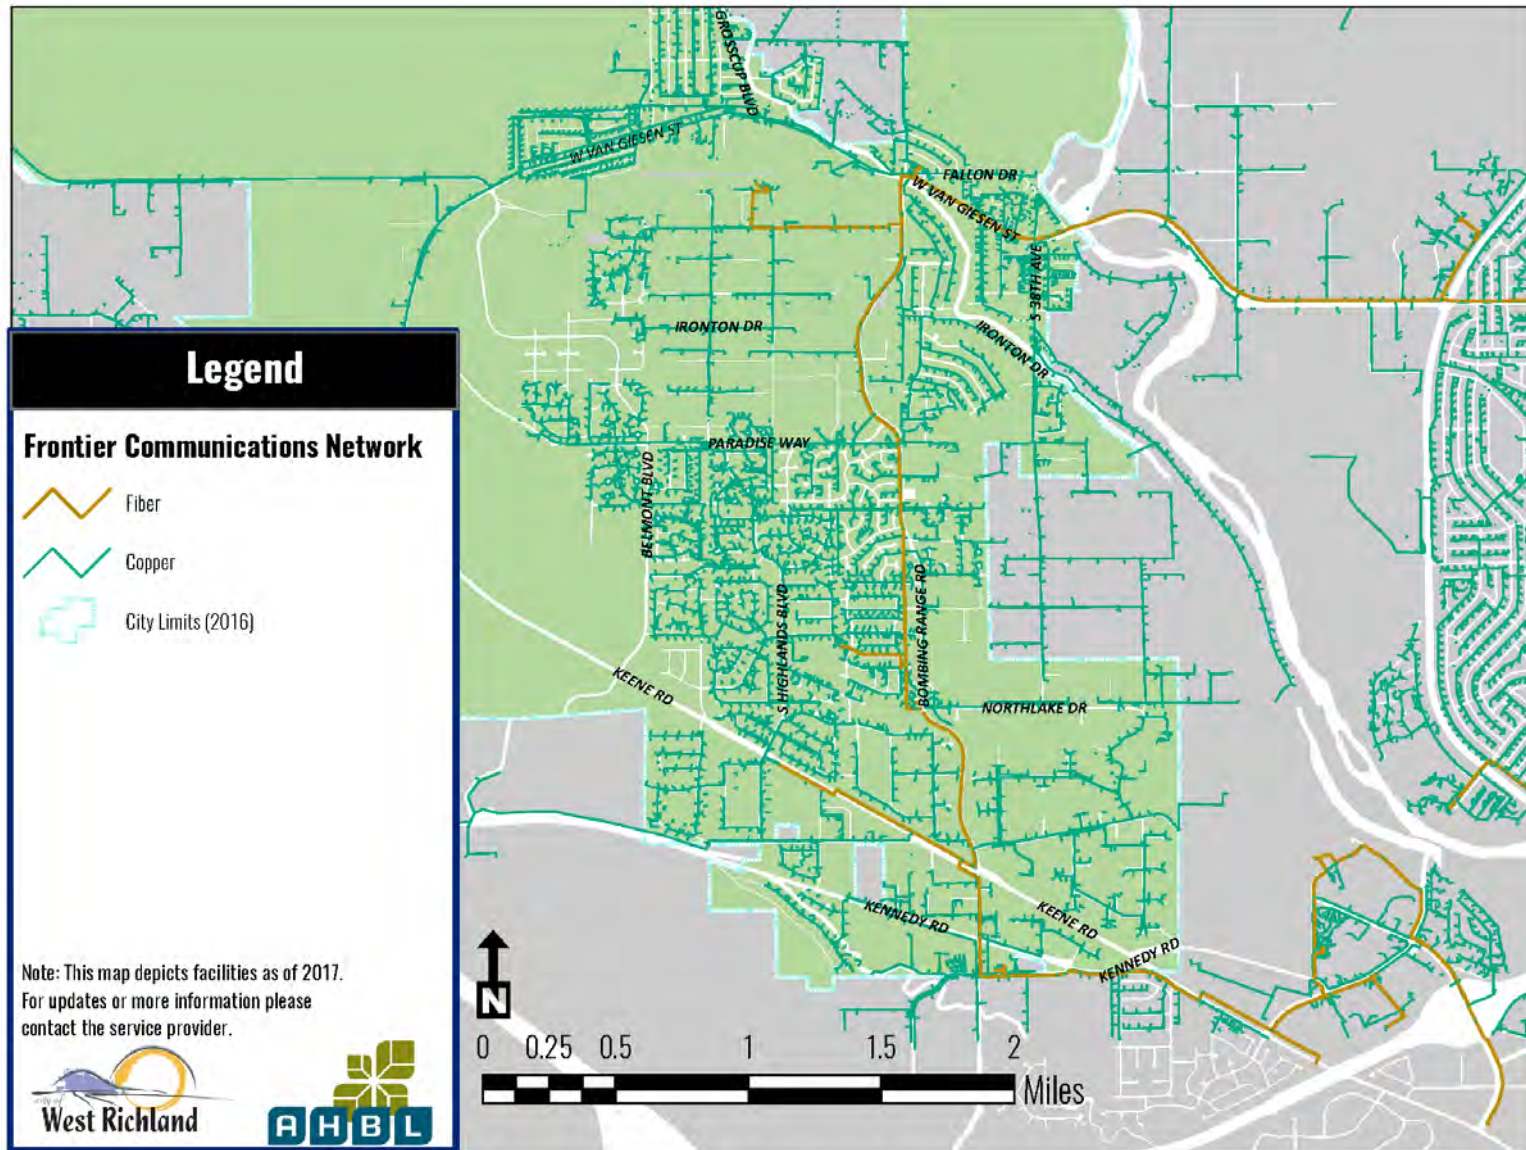 GROSSCUP BLVD
W VAN GIESEN ST
FALLON DR
W VAN GIESEN ST
S 38TH AVE
IRONTON DR
IRONTON DR
PARADISE WAY
BELMONT BLVD
S HIGHLANDS BLVD
BOMBING RANGE RD
KEENE RD
NORTHLAKE DR
KENNEDY RD
KEENE RD
KENNEDY RD
Legend
Frontier Communications Network
Fiber
Copper
City Limits (2016)
Note: This map depicts facilities as of 2017.
For updates or more information please
contact the service provider.
city of
West Richland
AHBL
N
0 0.25 0.5 1 1.5 2
Miles